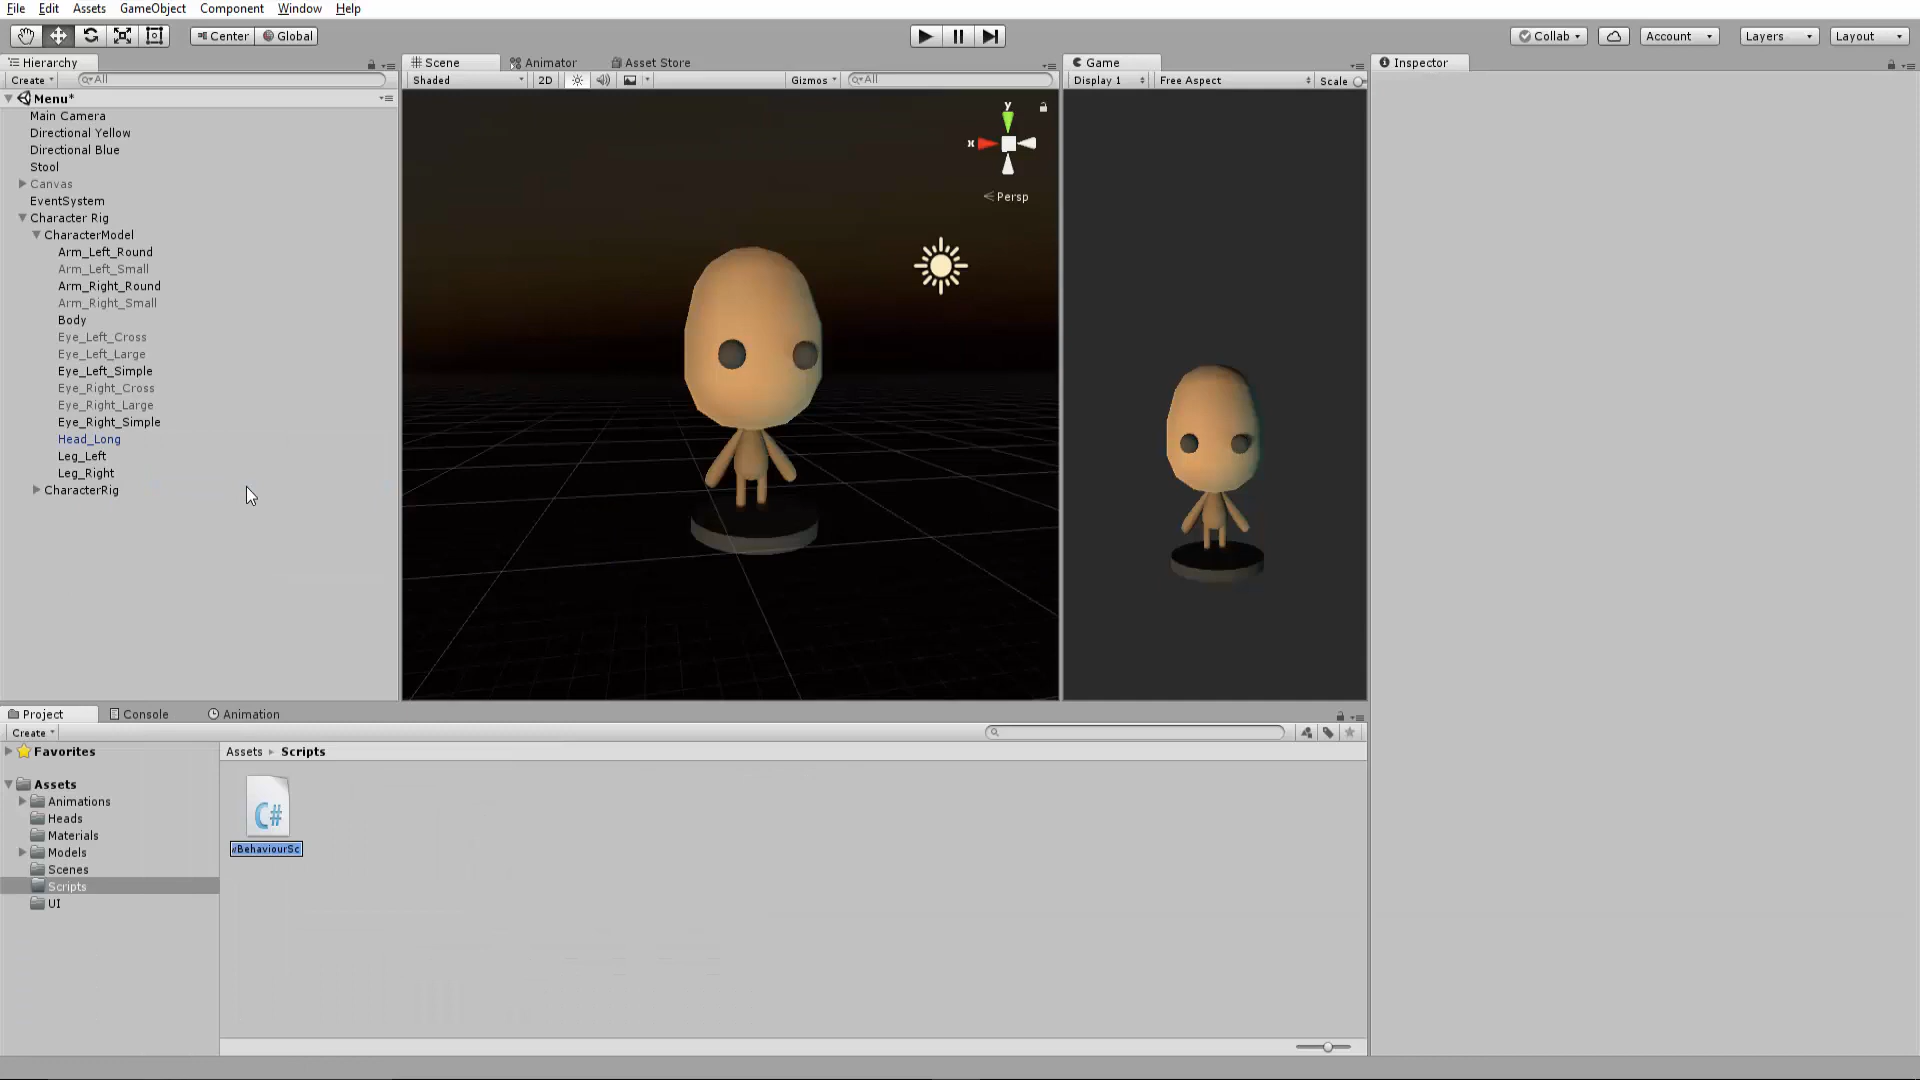 File Edit Assets GameObject Component Window Help
Center Global Collab Account Layers Layout
Hierarchy
Create All
Menu*
Main Camera
Directional Yellow
Directional Blue
Stool
Canvas
EventSystem
Character Rig
CharacterModel
Arm_Left_Round
Arm_Left_Small
Arm_Right_Round
Arm_Right_Small
Body
Eye_Left_Cross
Eye_Left_Large
Eye_Left_Simple
Eye_Right_Cross
Eye_Right_Large
Eye_Right_Simple
Head_Long
Leg_Left
Leg_Right
CharacterRig
Scene Animator Asset Store
Shaded 2D Gizmos All
y
x
Persp
Game
Display 1 Free Aspect Scale
Inspector
Project Console Animation
Create
Favorites
Assets
Animations
Heads
Materials
Models
Scenes
Scripts
UI
Assets Scripts
C#
wBehaviourSc